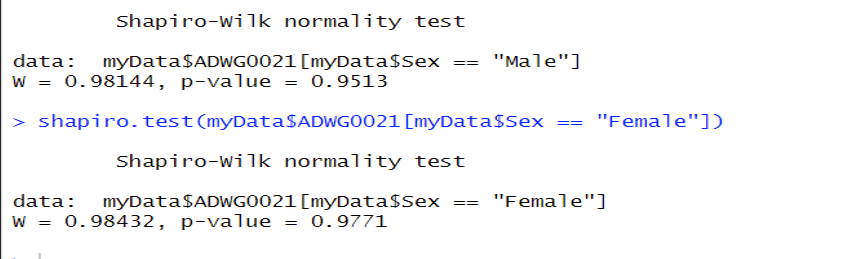 Shapiro-Wilk normality test
data:  myData$ADWG0021[myData$Sex == "Male"]
W = 0.98144, p-value = 0.9513
> shapiro.test(myData$ADWG0021[myData$Sex == "Female"])
Shapiro-Wilk normality test
data:  myData$ADWG0021[myData$Sex == "Female"]
W = 0.98432, p-value = 0.9771